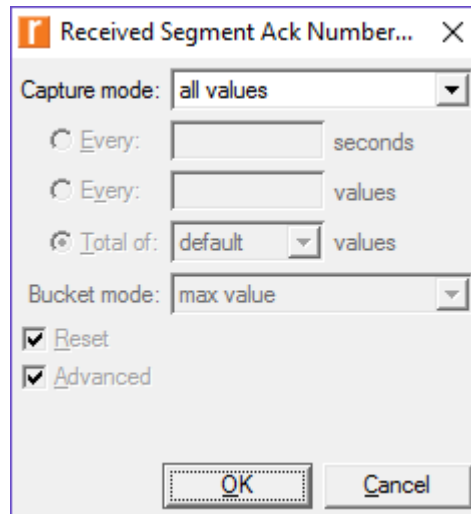 r Received Segment Ack Number...
Capture mode: all values
Every: seconds
Every: values
Total of: default values
Bucket mode: max value
Reset
Advanced
OK Cancel